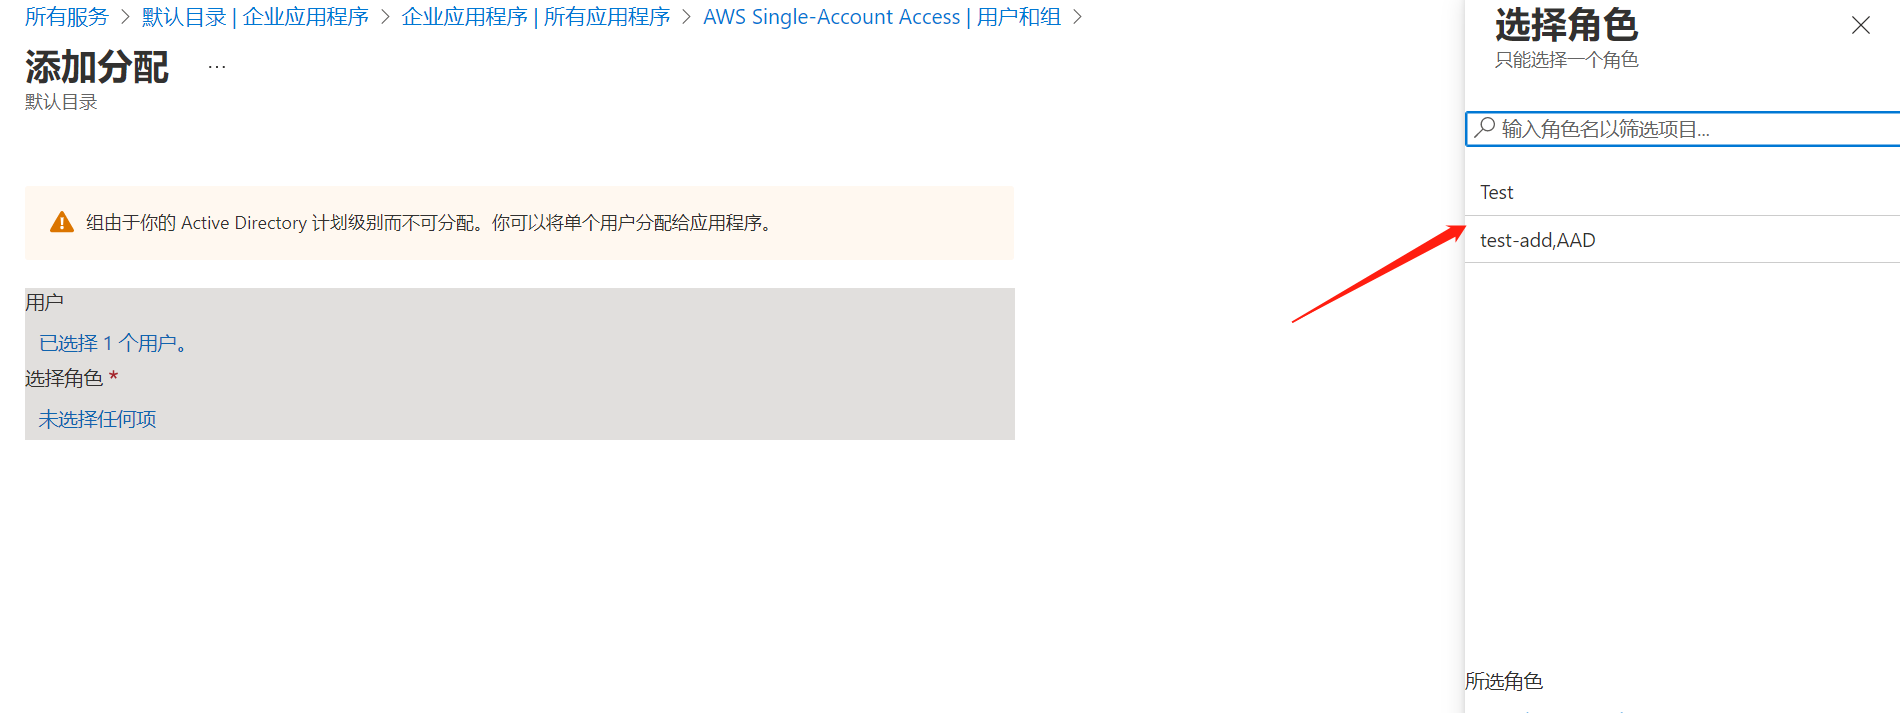 所有服务 > 默认目录 | 企业应用程序 > 企业应用程序 | 所有应用程序 > AWS Single-Account Access | 用户和组 >
添加分配 ...
默认目录
组由于你的 Active Directory 计划级别而不可分配。你可以将单个用户分配给应用程序。
用户
已选择 1 个用户。
选择角色 *
未选择任何项
选择角色
只能选择一个角色
输入角色名以筛选项目...
Test
test-add,AAD
所选角色